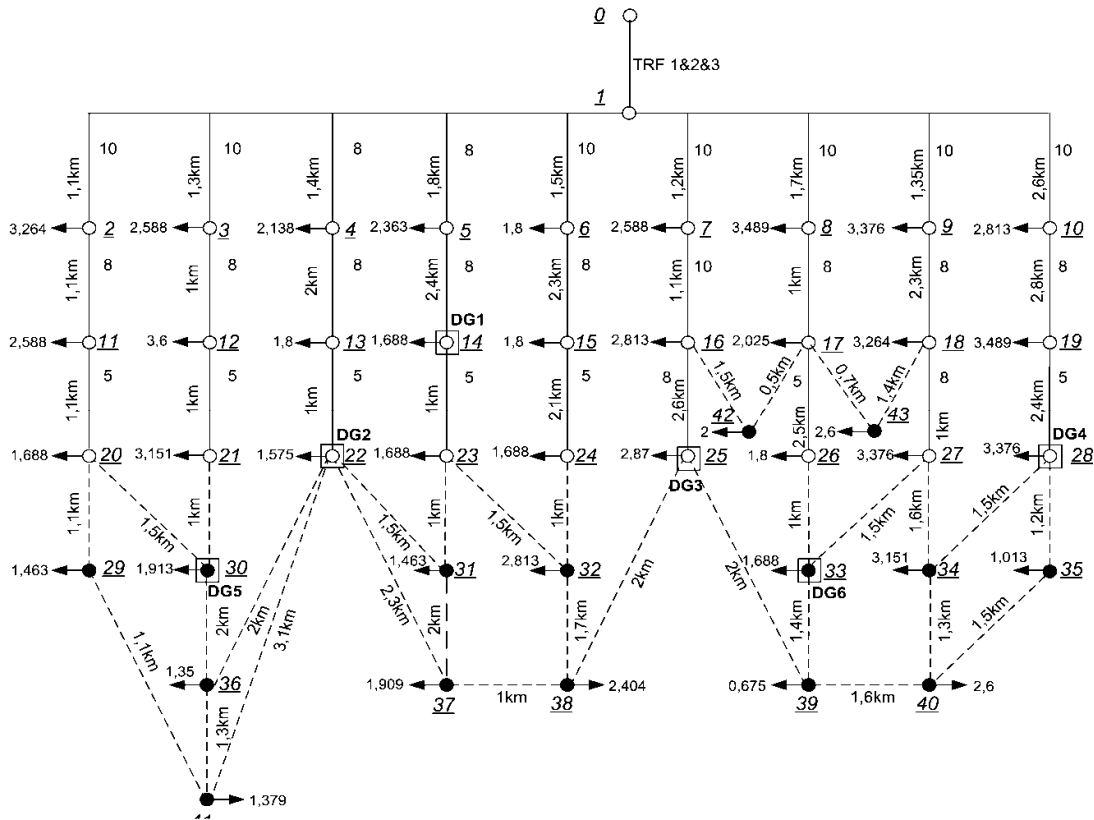 0
TRF 1&2&3
1
10 10 8 8 10 10 10 10 10
1,1km 1,3km 1,4km 1,8km 1,5km 1,2km 1,7km 1,35km 2,6km
3,264 2 2,588 3 2,138 4 2,363 5 1,8 6 2,588 7 3,489 8 3,376 9 2,813 10
8 8 8 8 8 10 8 8 8
1,1km 1km 2km 2,4km 2,3km 1,1km 1km 2,3km 2,8km
DG1
2,588 11 3,6 12 1,8 13 1,688 14 1,8 15 2,813 16 2,025 17 3,264 18 3,489 19
5 5 5 5 5 8 5 8 5
1,1km 1km 1km 1km 2,1km 2,6km 1,5km 0,5km 2,5km 0,7km 1,4km 1km 2,4km
42 43
2 2,6
DG2 DG4
1,688 20 3,151 21 1,575 22 1,688 23 1,688 24 2,87 25 1,8 26 3,376 27 3,376 28
DG3
1,1km 1,5km 1km 1,5km 1km 1,5km 1km 1,5km 1,6km 1,5km 1,2km
1,463 29 1,913 30 1,463 31 2,813 32 1,688 33 3,151 34 1,013 35
DG5 DG6
1,1km 2km 2km 3,1km 2,3km 2km 1,7km 2km 2km 1,4km 1,3km 1,5km
1,35 36 1,909 37 1km 38 2,404 0,675 39 1,6km 40 2,6
1,3km
1,379